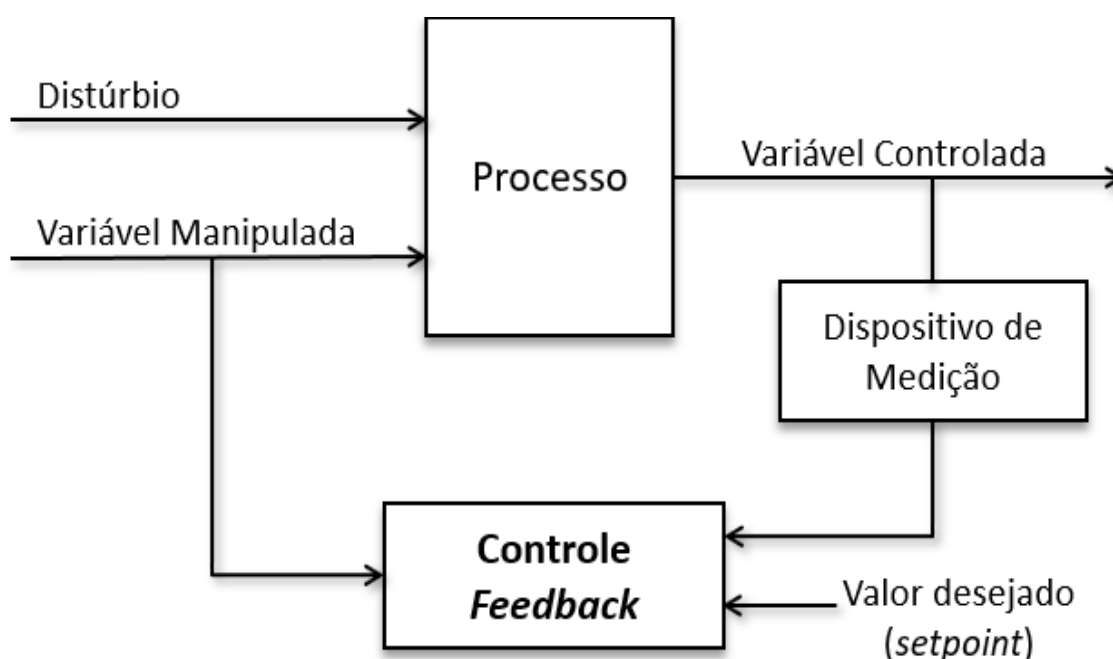 Distúrbio
Variável Manipulada
Processo
Variável Controlada
Dispositivo de
Medição
Controle
Feedback
Valor desejado
(setpoint)